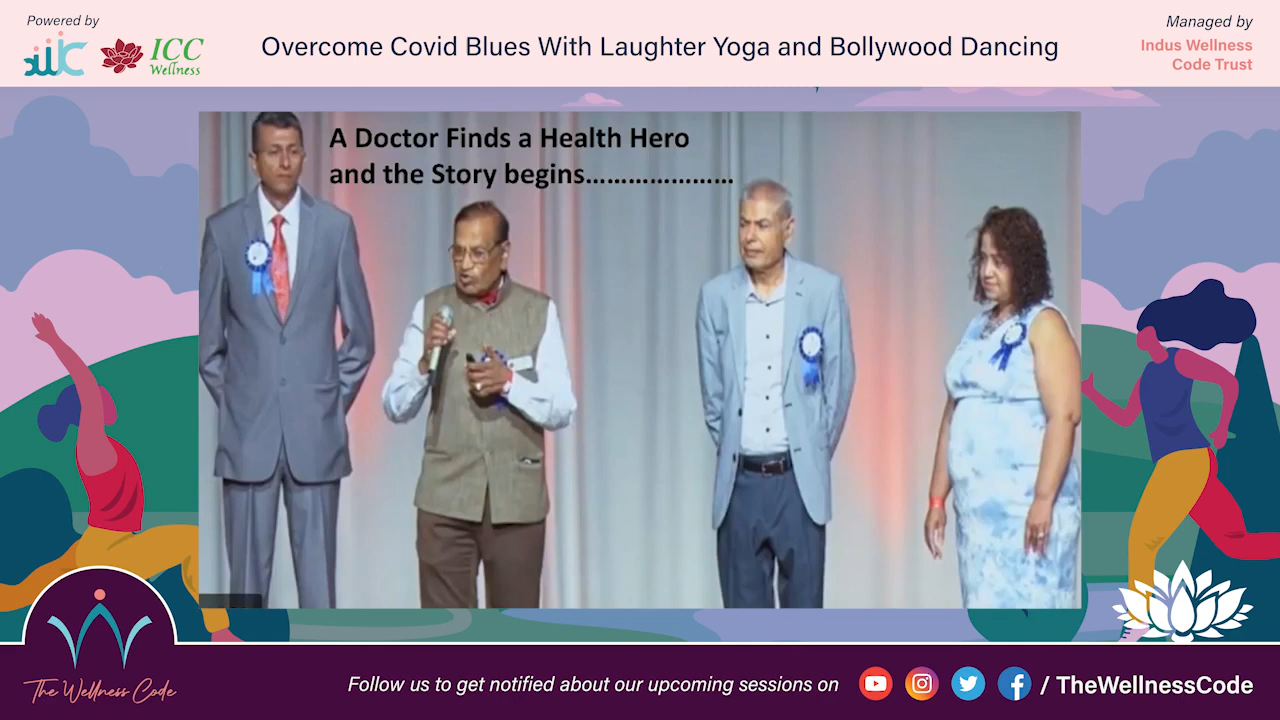 Powered by
ICC
Wellness
Overcome Covid Blues With Laughter Yoga and Bollywood Dancing
Managed by
Indus Wellness
Code Trust
A Doctor Finds a Health Hero
and the Story begins…………………
The Wellness Code
Follow us to get notified about our upcoming sessions on
/ TheWellnessCode